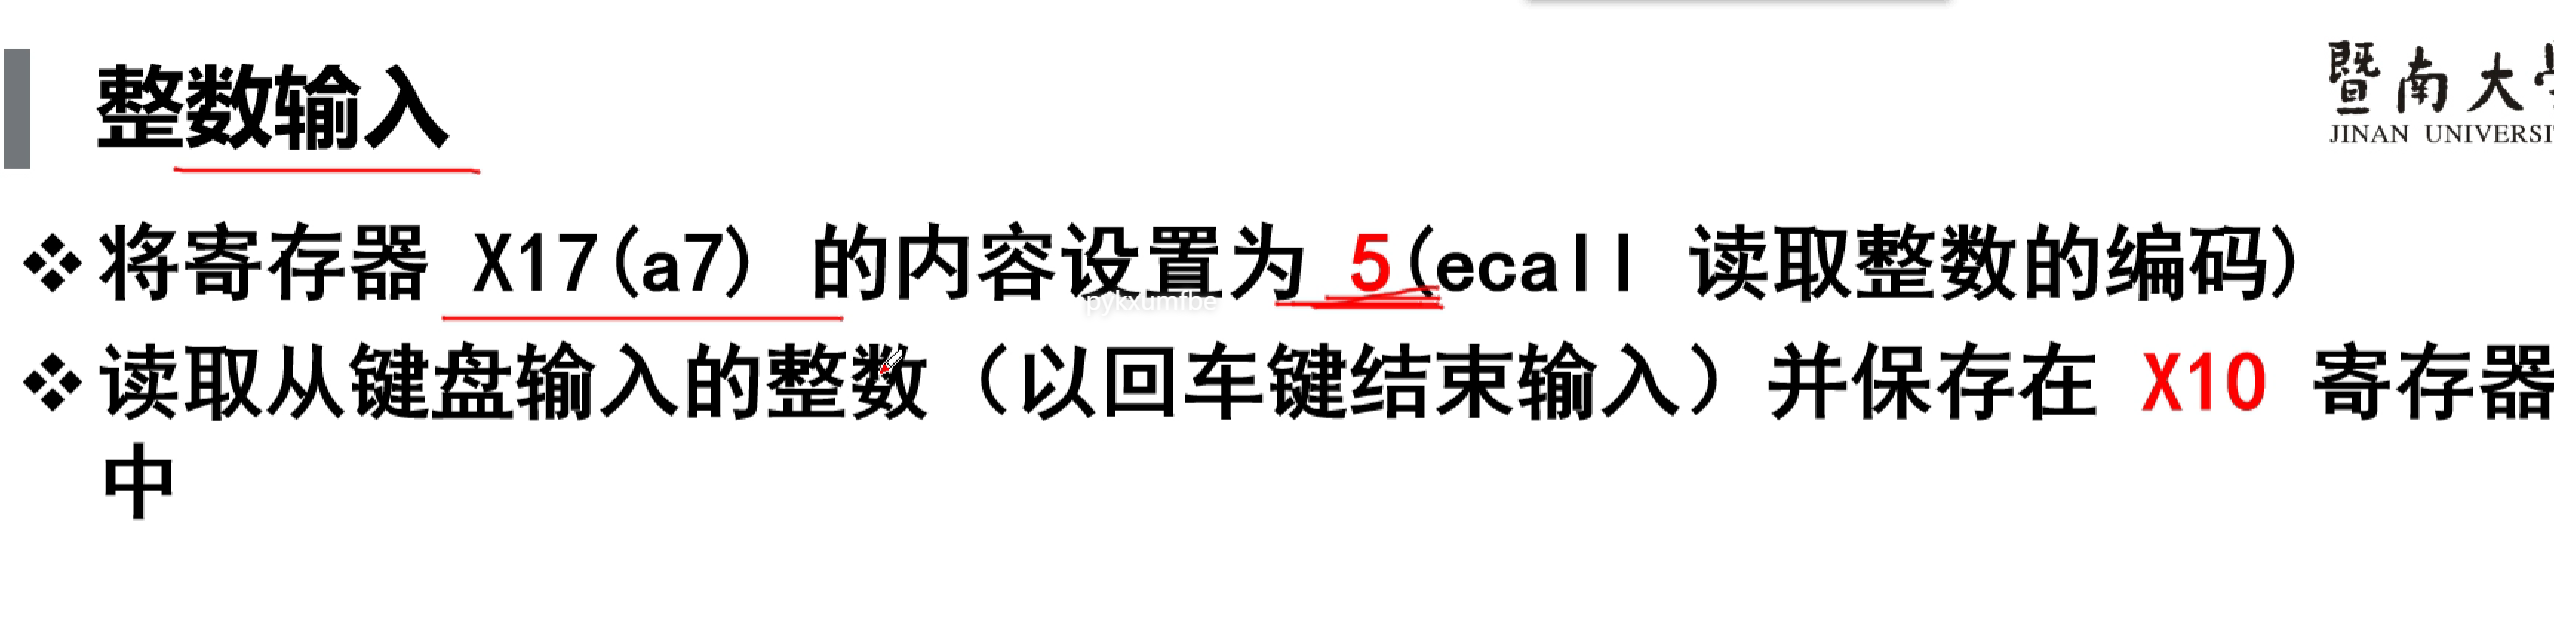 整数输入
暨南大
JINAN UNIVERSI
❖将寄存器 X17(a7) 的内容设置为 5(ecall 读取整数的编码)
pykxumfbe
❖读取从键盘输入的整数（以回车键结束输入）并保存在 X10 寄存器
中